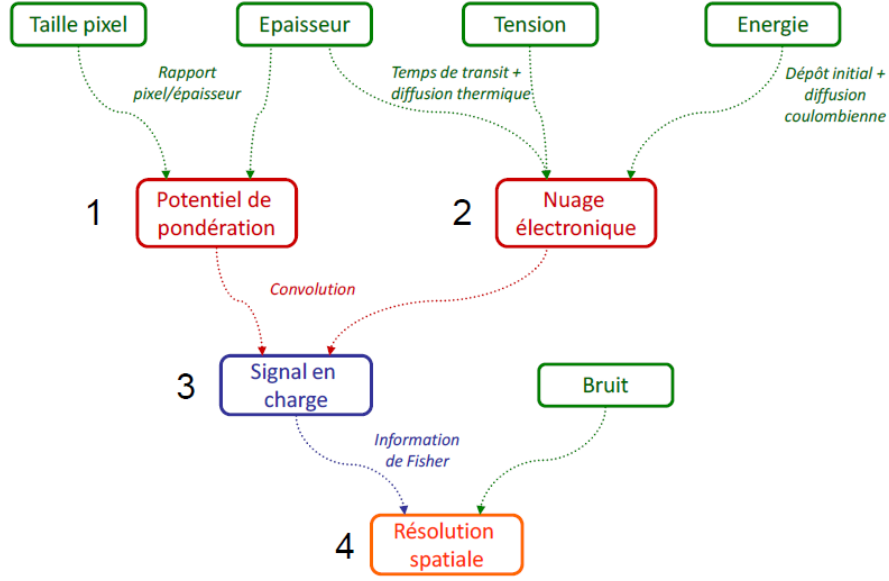 Taille pixel
Epaisseur
Tension
Energie
Rapport
pixel/épaisseur
Temps de transit +
diffusion thermique
Dépôt initial +
diffusion
coulombienne
1
Potentiel de
pondération
2
Nuage
électronique
Convolution
3
Signal en
charge
Bruit
Information
de Fisher
4
Résolution
spatiale